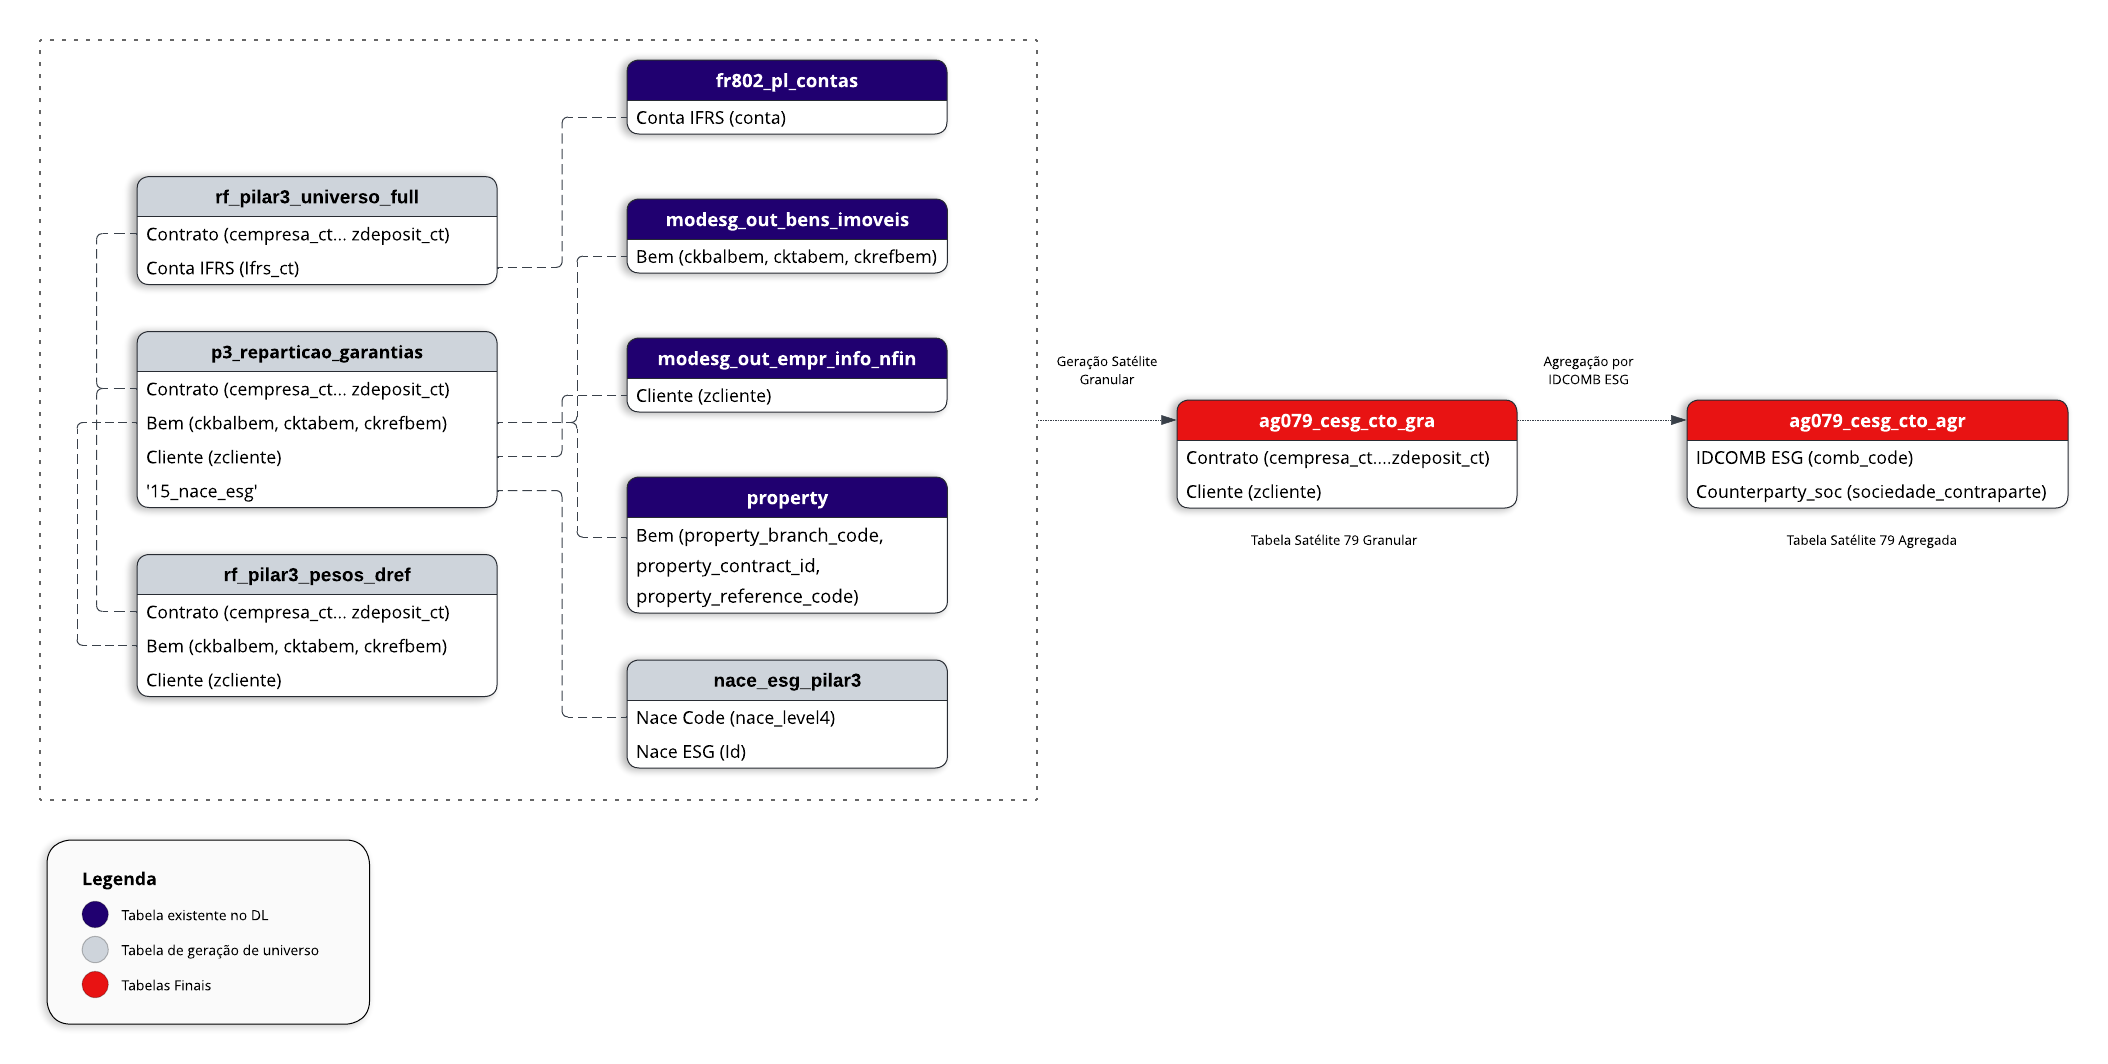 fr802_pl_contas
Conta IFRS (conta)
rf_pilar3_universo_full
Contrato (cempresa_ct... zdeposit_ct)
Conta IFRS (Ifrs_ct)
modesg_out_bens_imoveis
Bem (ckbalbem, cktabem, ckrefbem)
p3_reparticao_garantias
Contrato (cempresa_ct... zdeposit_ct)
Bem (ckbalbem, cktabem, ckrefbem)
Cliente (zcliente)
'15_nace_esg'
modesg_out_empr_info_nfin
Cliente (zcliente)
property
Bem (property_branch_code,
property_contract_id,
property_reference_code)
rf_pilar3_pesos_dref
Contrato (cempresa_ct... zdeposit_ct)
Bem (ckbalbem, cktabem, ckrefbem)
Cliente (zcliente)
nace_esg_pilar3
Nace Code (nace_level4)
Nace ESG (Id)
Geração Satélite
Granular
ag079_cesg_cto_gra
Contrato (cempresa_ct....zdeposit_ct)
Cliente (zcliente)
Tabela Satélite 79 Granular
Agregação por
IDCOMB ESG
ag079_cesg_cto_agr
IDCOMB ESG (comb_code)
Counterparty_soc (sociedade_contraparte)
Tabela Satélite 79 Agregada
Legenda
Tabela existente no DL
Tabela de geração de universo
Tabelas Finais